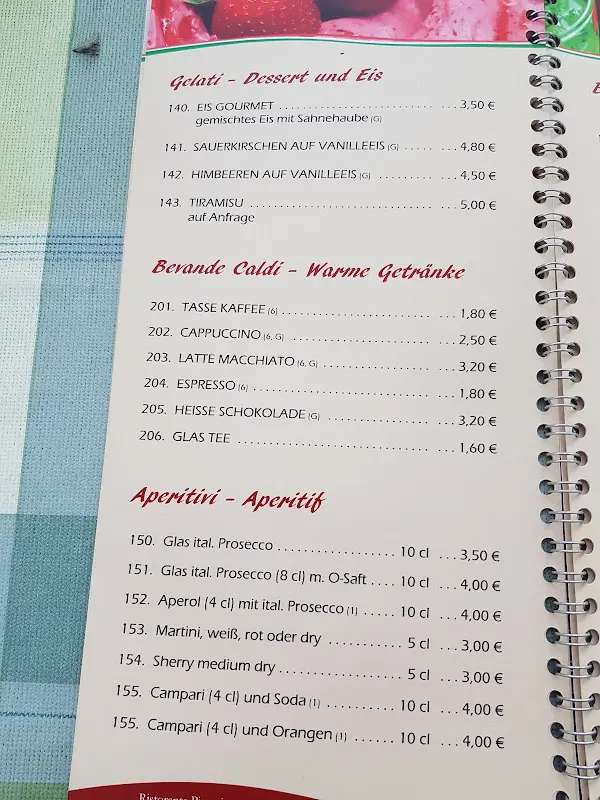 Gelati - Dessert und Eis
140. EIS GOURMET ........................ 3,50 €
gemischtes Eis mit Sahnehaube (G)
141. SAUERKIRSCHEN AUF VANILLEEIS (G) ..... ... 4,80 €
142. HIMBEEREN AUF VANILLEEIS (G) ......... ... 4,50 €
143. TIRAMISU ............................ ... 5,00 €
auf Anfrage
Bevande Caldi - Warme Getränke
201. TASSE KAFFEE (6) ........................ ... 1,80 €
202. CAPPUCCINO (6, G) ....................... ... 2,50 €
203. LATTE MACCHIATO (6, G) ................. ... 3,20 €
204. ESPRESSO (6) ............................ ... 1,80 €
205. HEISSE SCHOKOLADE (G) ................. ... 3,20 €
206. GLAS TEE ............................... ... 1,60 €
Aperitivi - Aperitif
150. Glas ital. Prosecco .................. 10 cl ... 3,50 €
151. Glas ital. Prosecco (8 cl) m. O-Saft .... 10 cl ... 4,00 €
152. Aperol (4 cl) mit ital. Prosecco (1) ..... 10 cl ... 4,00 €
153. Martini, weiß, rot oder dry ........... 5 cl ... 3,00 €
154. Sherry medium dry .................. 5 cl ... 3,00 €
155. Campari (4 cl) und Soda (1) .......... 10 cl ... 4,00 €
155. Campari (4 cl) und Orangen (1) ...... 10 cl ... 4,00 €
Ristorante